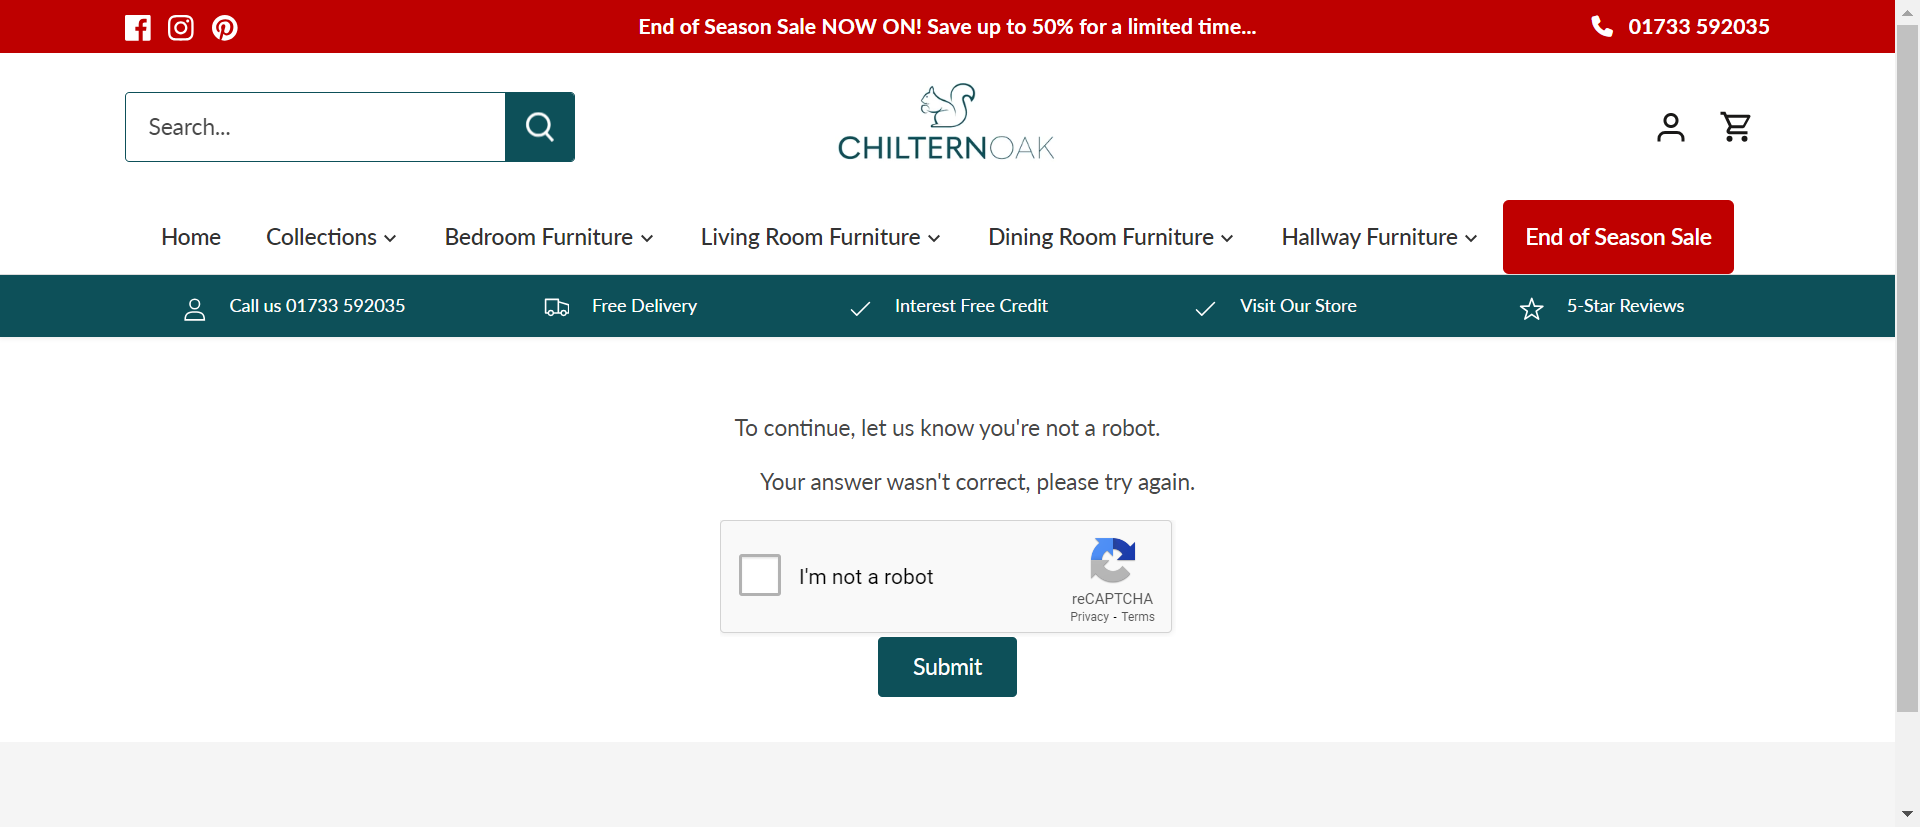 End of Season Sale NOW ON! Save up to 50% for a limited time...
01733 592035
Search...
CHILTERNOAK
Home
Collections
Bedroom Furniture
Living Room Furniture
Dining Room Furniture
Hallway Furniture
End of Season Sale
Call us 01733 592035
Free Delivery
Interest Free Credit
Visit Our Store
5-Star Reviews
To continue, let us know you're not a robot.
Your answer wasn't correct, please try again.
I'm not a robot
reCAPTCHA
Privacy - Terms
Submit